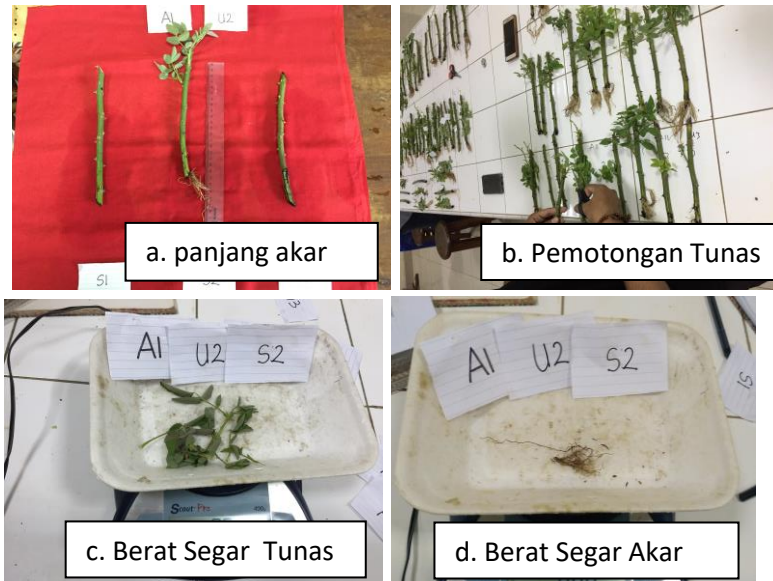 A1
U2
a. panjang akar
S1
b. Pemotongan Tunas
A1
U2
S2
Scout Pro
c. Berat Segar Tunas
A1
U2
S2
S1
d. Berat Segar Akar